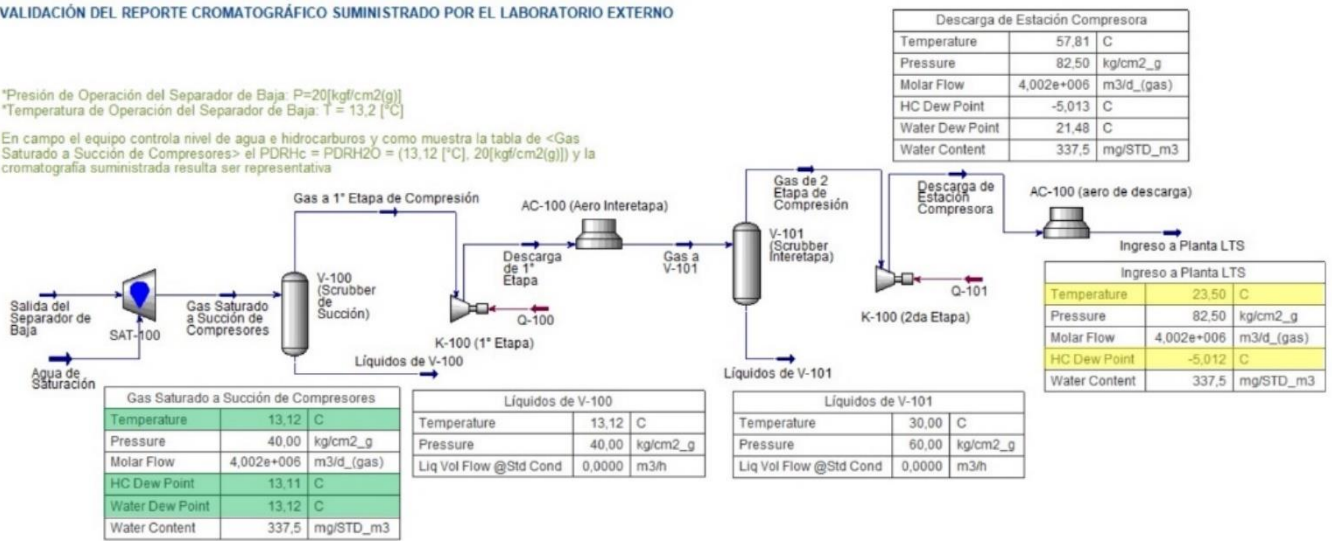 VALIDACIÓN DEL REPORTE CROMATOGRÁFICO SUMINISTRADO POR EL LABORATORIO EXTERNO
*Presión de Operación del Separador de Baja: P=20[kgf/cm2(g)]
*Temperatura de Operación del Separador de Baja: T = 13,2 [°C]
En campo el equipo controla nivel de agua e hidrocarburos y como muestra la tabla de <Gas
Saturado a Succión de Compresores> el PDRHc = PDRH2O = (13,12 [°C], 20[kgf/cm2(g)]) y la
cromatografía suministrada resulta ser representativa
Descarga de Estación Compresora
Temperature 57,81 C
Pressure 82,50 kg/cm2_g
Molar Flow 4,002e+006 m3/d_(gas)
HC Dew Point -5,013 C
Water Dew Point 21,48 C
Water Content 337,5 mg/STD_m3
Salida del
Separador de
Baja
Agua de
Saturación
SAT-100
Gas Saturado
a Succión de
Compresores
V-100
(Scrubber
de
Succión)
Gas a 1° Etapa de Compresión
Líquidos de V-100
K-100 (1° Etapa)
Q-100
Descarga
de 1°
Etapa
AC-100 (Aero Interetapa)
Gas a
V-101
V-101
(Scrubber
Interetapa)
Gas de 2
Etapa de
Compresión
Líquidos de V-101
K-100 (2da Etapa)
Q-101
Descarga de
Estación
Compresora
AC-100 (aero de descarga)
Ingreso a Planta LTS
Ingreso a Planta LTS
Temperature 23,50 C
Pressure 82,50 kg/cm2_g
Molar Flow 4,002e+006 m3/d_(gas)
HC Dew Point -5,012 C
Water Content 337,5 mg/STD_m3
Gas Saturado a Succión de Compresores
Temperature 13,12 C
Pressure 40,00 kg/cm2_g
Molar Flow 4,002e+006 m3/d_(gas)
HC Dew Point 13,11 C
Water Dew Point 13,12 C
Water Content 337,5 mg/STD_m3
Líquidos de V-100
Temperature 13,12 C
Pressure 40,00 kg/cm2_g
Liq Vol Flow @Std Cond 0,0000 m3/h
Líquidos de V-101
Temperature 30,00 C
Pressure 60,00 kg/cm2_g
Liq Vol Flow @Std Cond 0,0000 m3/h